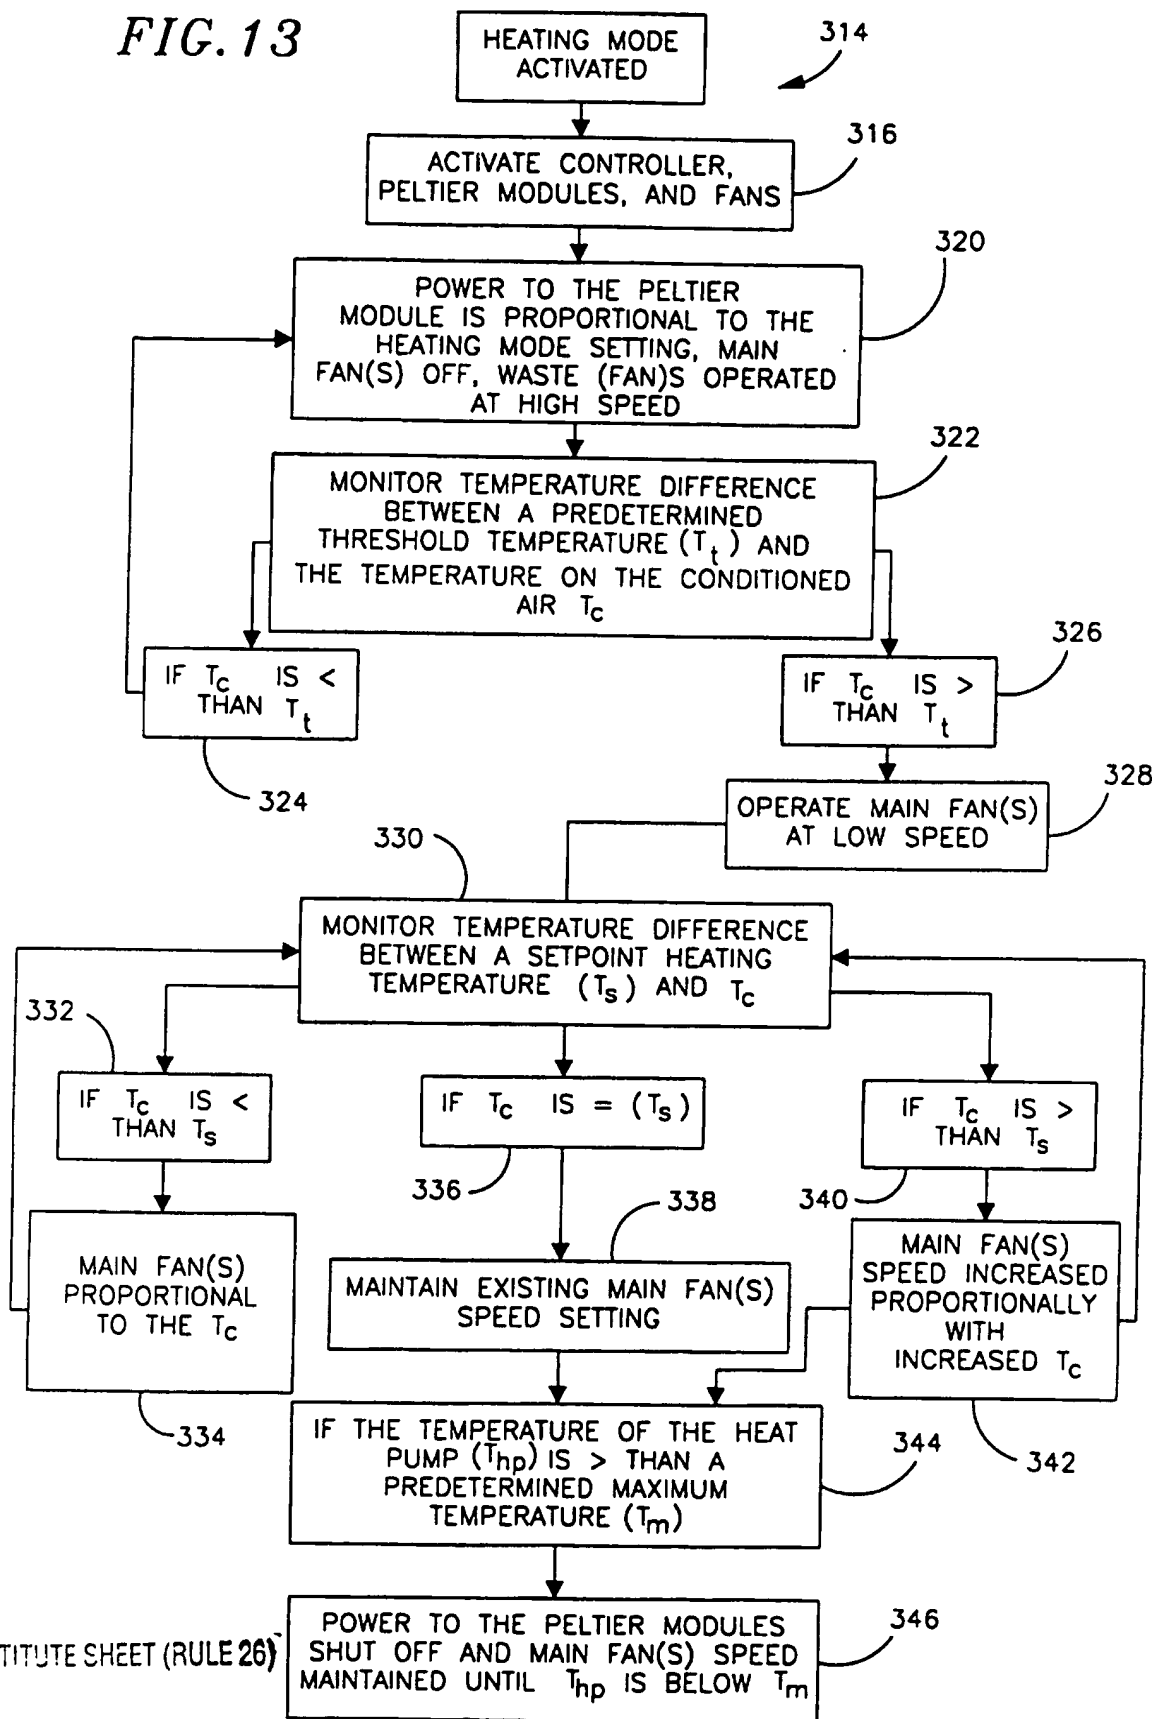 FIG. 13
HEATING MODE
ACTIVATED
314
316
ACTIVATE CONTROLLER,
PELTIER MODULES, AND FANS
320
POWER TO THE PELTIER
MODULE IS PROPORTIONAL TO THE
HEATING MODE SETTING, MAIN
FAN(S) OFF, WASTE (FAN)S OPERATED
AT HIGH SPEED
322
MONITOR TEMPERATURE DIFFERENCE
BETWEEN A PREDETERMINED
THRESHOLD TEMPERATURE (Tt) AND
THE TEMPERATURE ON THE CONDITIONED
AIR Tc
IF Tc IS <
THAN Tt
324
326
IF Tc IS >
THAN Tt
328
OPERATE MAIN FAN(S)
AT LOW SPEED
330
MONITOR TEMPERATURE DIFFERENCE
BETWEEN A SETPOINT HEATING
TEMPERATURE (Ts) AND Tc
332
IF Tc IS <
THAN Ts
IF Tc IS = (Ts)
336
IF Tc IS >
THAN Ts
340
MAIN FAN(S)
PROPORTIONAL
TO THE Tc
334
338
MAINTAIN EXISTING MAIN FAN(S)
SPEED SETTING
MAIN FAN(S)
SPEED INCREASED
PROPORTIONALLY
WITH
INCREASED Tc
342
IF THE TEMPERATURE OF THE HEAT
PUMP (Thp) IS > THAN A
PREDETERMINED MAXIMUM
TEMPERATURE (Tm)
344
346
POWER TO THE PELTIER MODULES
SHUT OFF AND MAIN FAN(S) SPEED
MAINTAINED UNTIL Thp IS BELOW Tm
TITUTE SHEET (RULE 26)